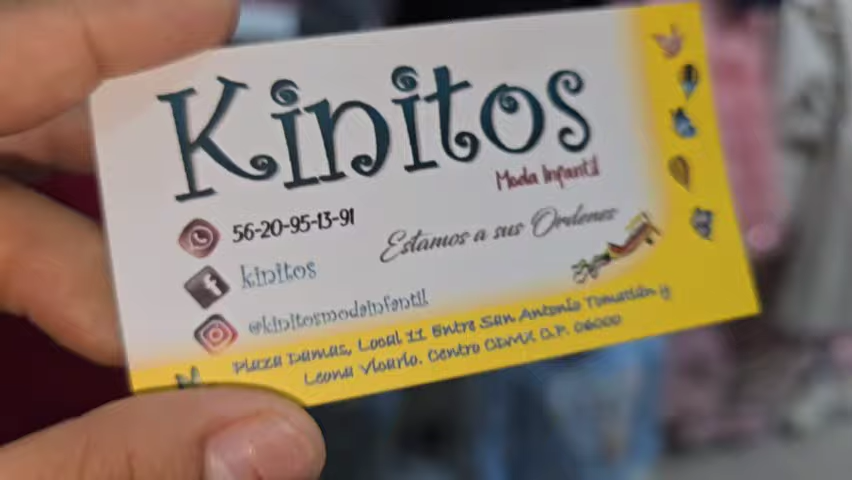 Kinitos
Moda Infantil
56-20-95-13-91
Estamos a sus Ordenes
kinitos
@kinitosmodainfantil
Plaza Damas, Local 11 Entre San Antonio Tomatlán y
Leona Vicario. Centro CDMX C.P. 06000